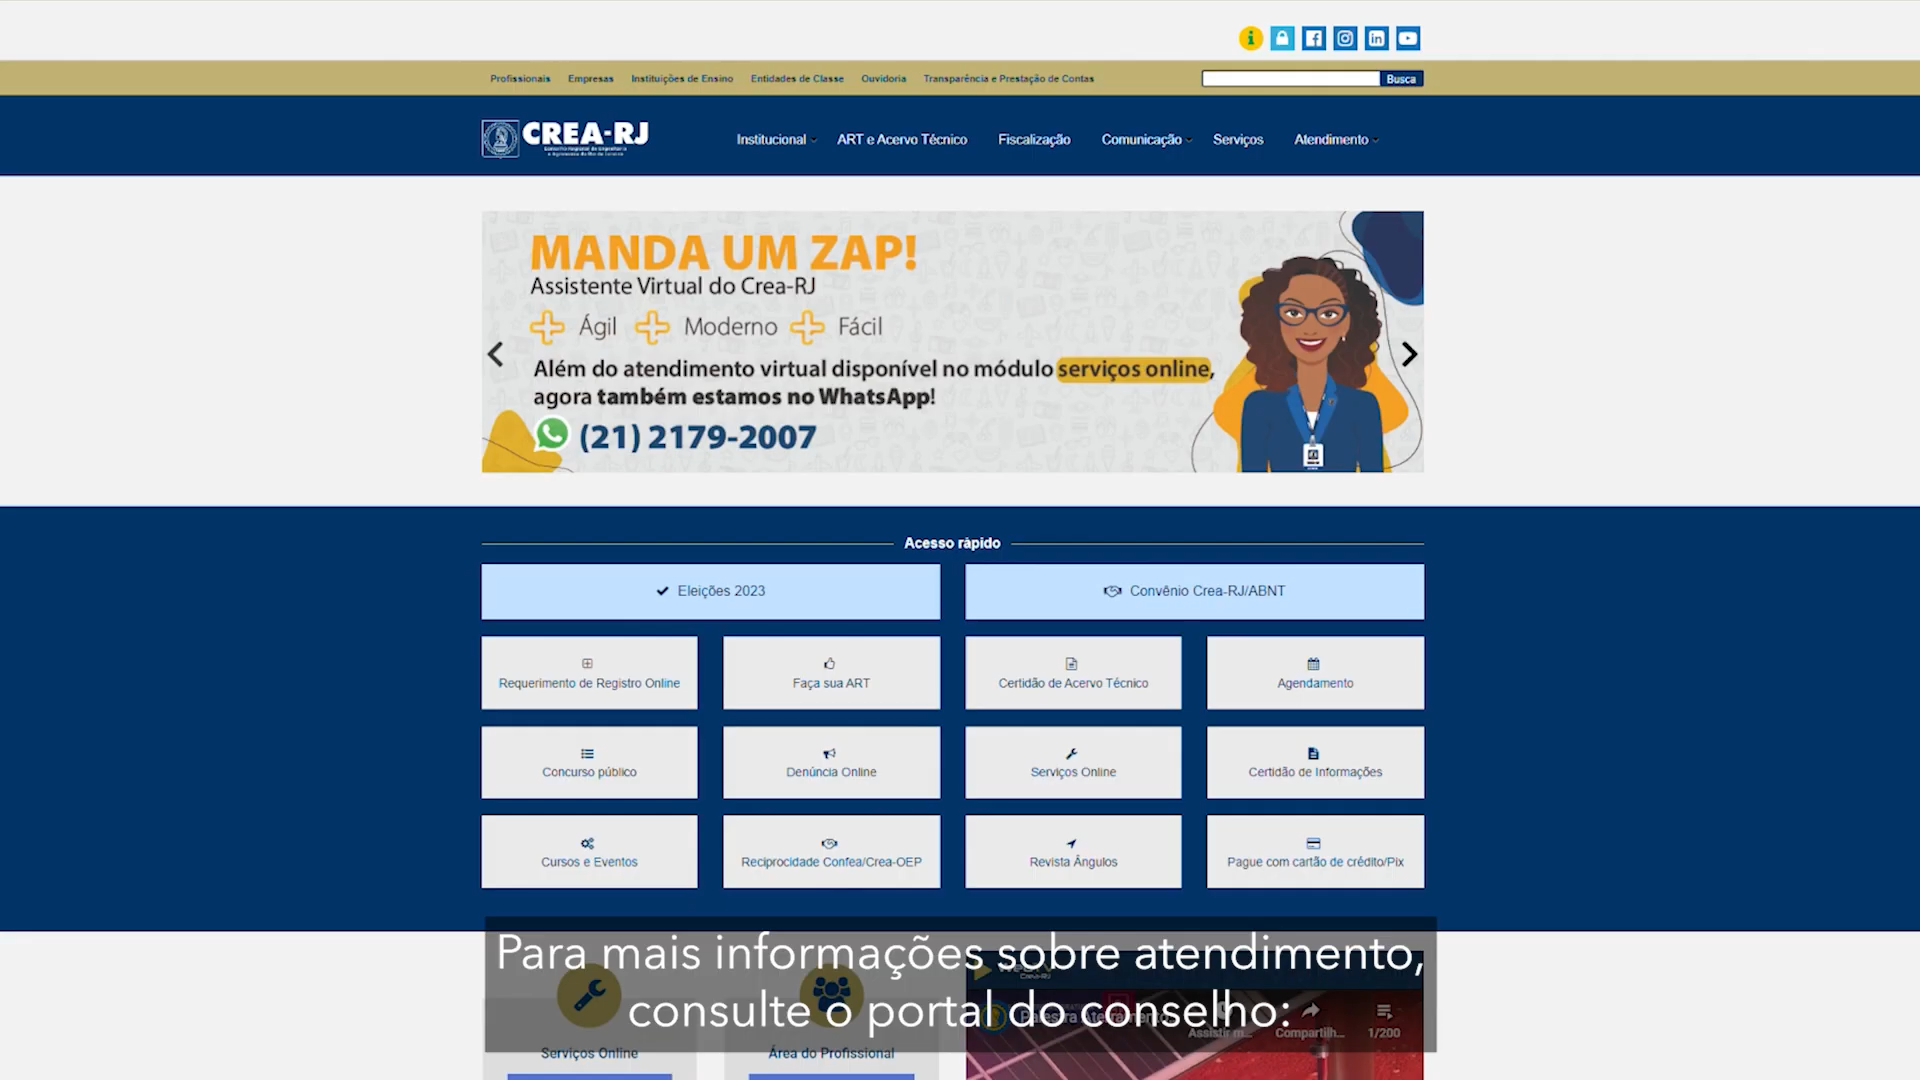 Profissionais Empresas Instituições de Ensino Entidades de Classe Ouvidoria Transparência e Prestação de Contas Busca
CREA-RJ
Institucional ART e Acervo Técnico Fiscalização Comunicação Serviços Atendimento
MANDA UM ZAP!
Assistente Virtual do Crea-RJ
Ágil Moderno Fácil
Além do atendimento virtual disponível no módulo serviços online,
agora também estamos no WhatsApp!
(21) 2179-2007
Acesso rápido
Eleições 2023 Convênio Crea-RJ/ABNT
Requerimento de Registro Online Faça sua ART Certidão de Acervo Técnico Agendamento
Concurso público Denúncia Online Serviços Online Certidão de Informações
Cursos e Eventos Reciprocidade Confea/Crea-OEP Revista Ângulos Pague com cartão de crédito/Pix
Para mais informações sobre atendimento,
consulte o portal do conselho:
Assistir m... Compartilh... 1/200
Serviços Online Área do Profissional